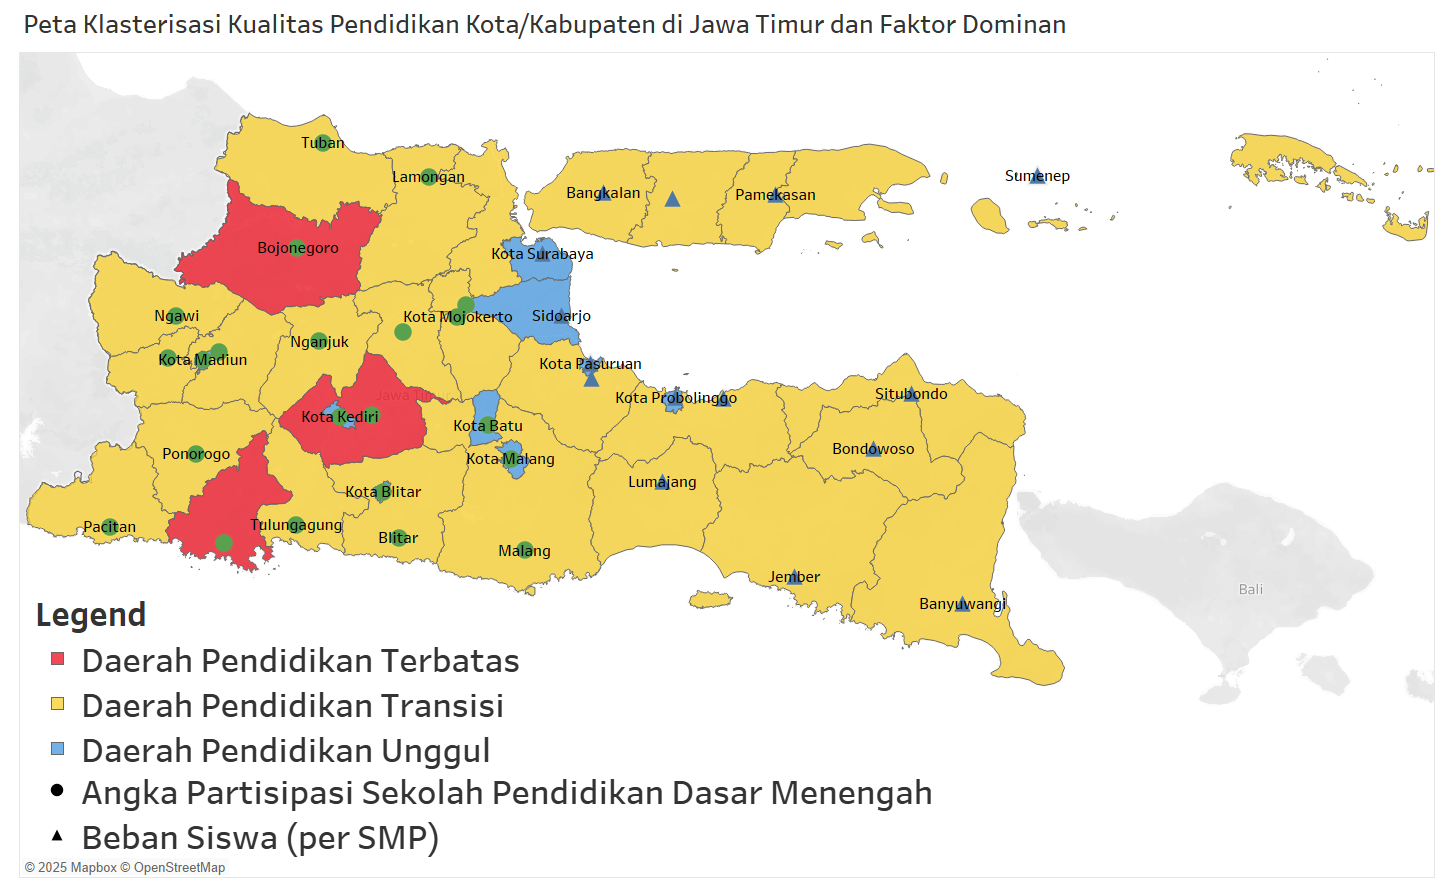 Peta Klasterisasi Kualitas Pendidikan Kota/Kabupaten di Jawa Timur dan Faktor Dominan
Tuban
Lamongan
Sumenep
Bangkalan
Pamekasan
Bojonegoro
Kota Surabaya
Ngawi
Kota Mojokerto
Sidoarjo
Nganjuk
Kota Madiun
Kota Pasuruan
Jawa Tim
Kota Probolinggo
Situbondo
Kota Kediri
Kota Batu
Ponorogo
Kota Malang
Bondowoso
Kota Blitar
Lumajang
Pacitan
Tulungagung
Blitar
Malang
Jember
Bali
Banyuwangi
Legend
Daerah Pendidikan Terbatas
Daerah Pendidikan Transisi
Daerah Pendidikan Unggul
Angka Partisipasi Sekolah Pendidikan Dasar Menengah
Beban Siswa (per SMP)
© 2025 Mapbox © OpenStreetMap